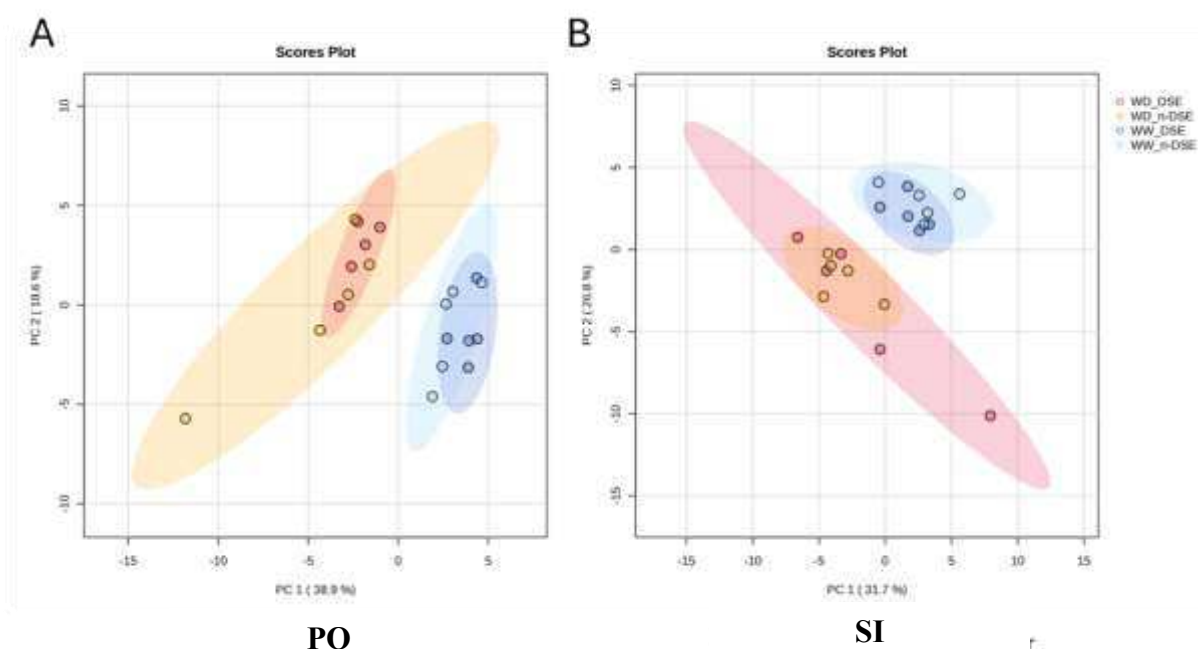 A
B
Scores Plot
Scores Plot
WD_DSE
WD_n-DSE
WW_DSE
WW_n-DSE
10
5
0
-5
-10
PC 2 ( 18.6 %)
-15
-10
-5
0
5
PC 1 ( 38.9 %)
PO
10
5
0
-5
-10
-15
PC 2 ( 26.8 %)
-15
-10
-5
0
5
10
15
PC 1 ( 31.7 %)
SI